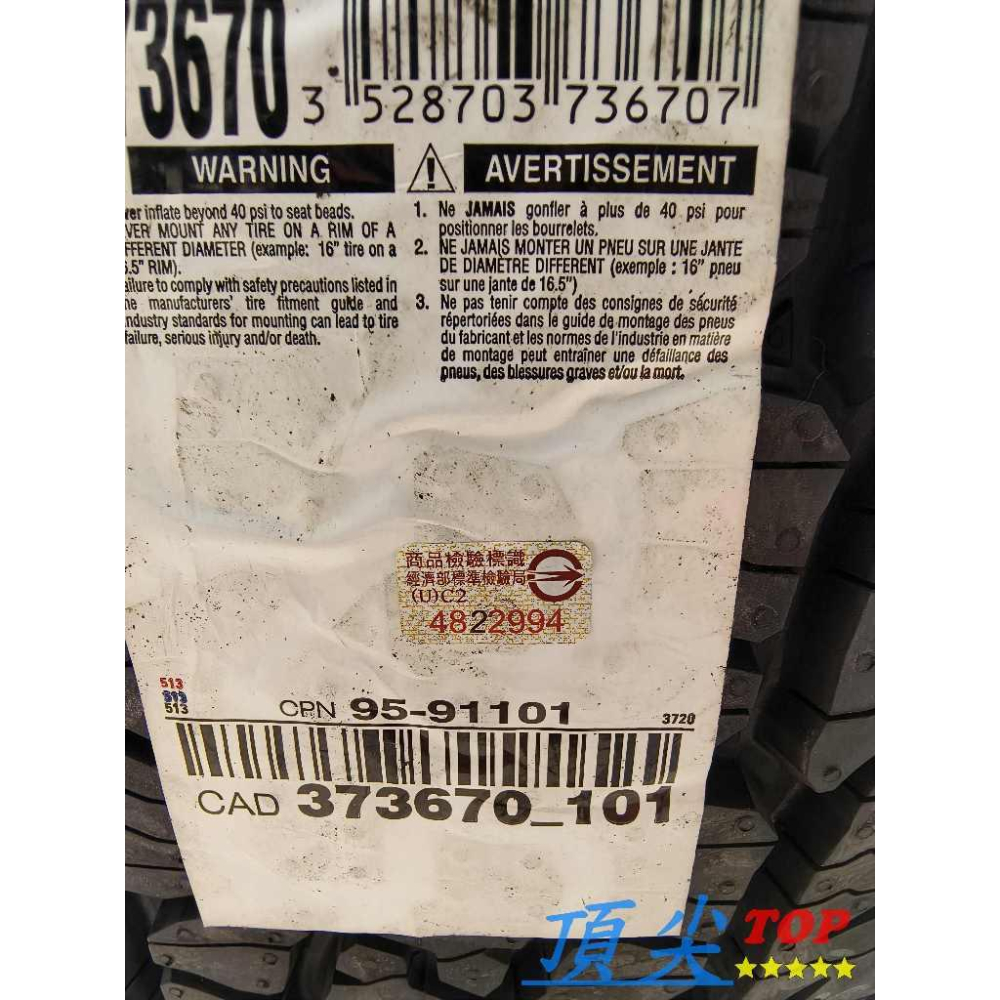 73670
3 528703 736707
WARNING
AVERTISSEMENT
ver inflate beyond 40 psi to seat beads.
VER MOUNT ANY TIRE ON A RIM OF A
FFERENT DIAMETER (example: 16" tire on a
5.5" RIM).
ailure to comply with safety precautions listed in
he manufacturers' tire fitment guide and
ndustry standards for mounting can lead to tire
failure, serious injury and/or death.
1. Ne JAMAIS gonfler à plus de 40 psi pour
positionner les bourrelets.
2. NE JAMAIS MONTER UN PNEU SUR UNE JANTE
DE DIAMÈTRE DIFFERENT (exemple : 16" pneu
sur une jante de 16.5")
3. Ne pas tenir compte des consignes de sécurité
répertoriées dans le guide de montage des pneus
du fabricant et les normes de l'industrie en matière
de montage peut entraîner une défaillance des
pneus, des blessures graves et/ou la mort.
商品檢驗標識
經濟部標準檢驗局
(U)C2
4822994
513
513
513
CPN 95-91101
3720
CAD 373670_101
頂尖 TOP